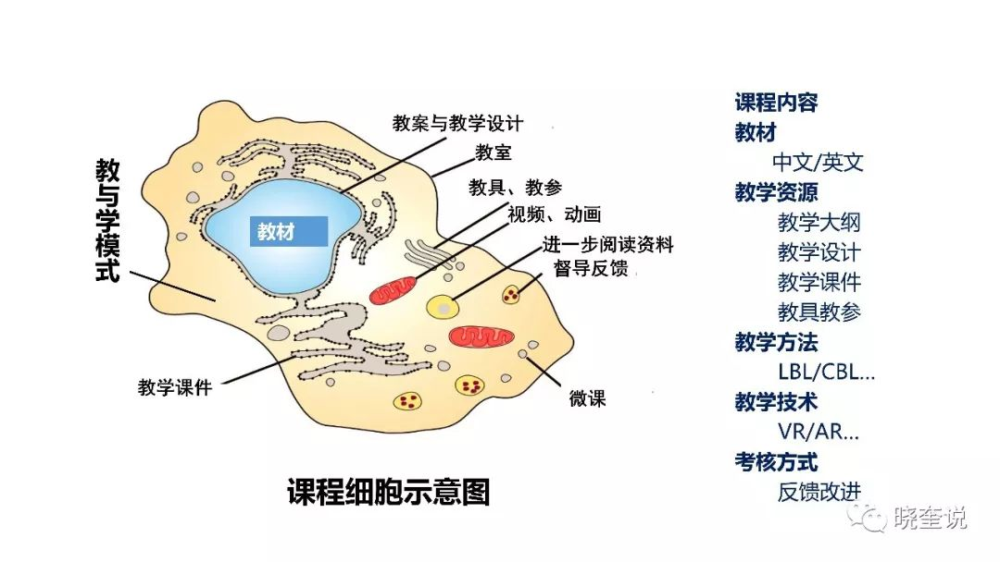 教案与教学设计
教室
教具、教参
视频、动画
进一步阅读资料
督导反馈
教与学模式
教材
教学课件
微课
课程细胞示意图
课程内容
教材
中文/英文
教学资源
教学大纲
教学设计
教学课件
教具教参
教学方法
LBL/CBL...
教学技术
VR/AR...
考核方式
反馈改进
晓奎说